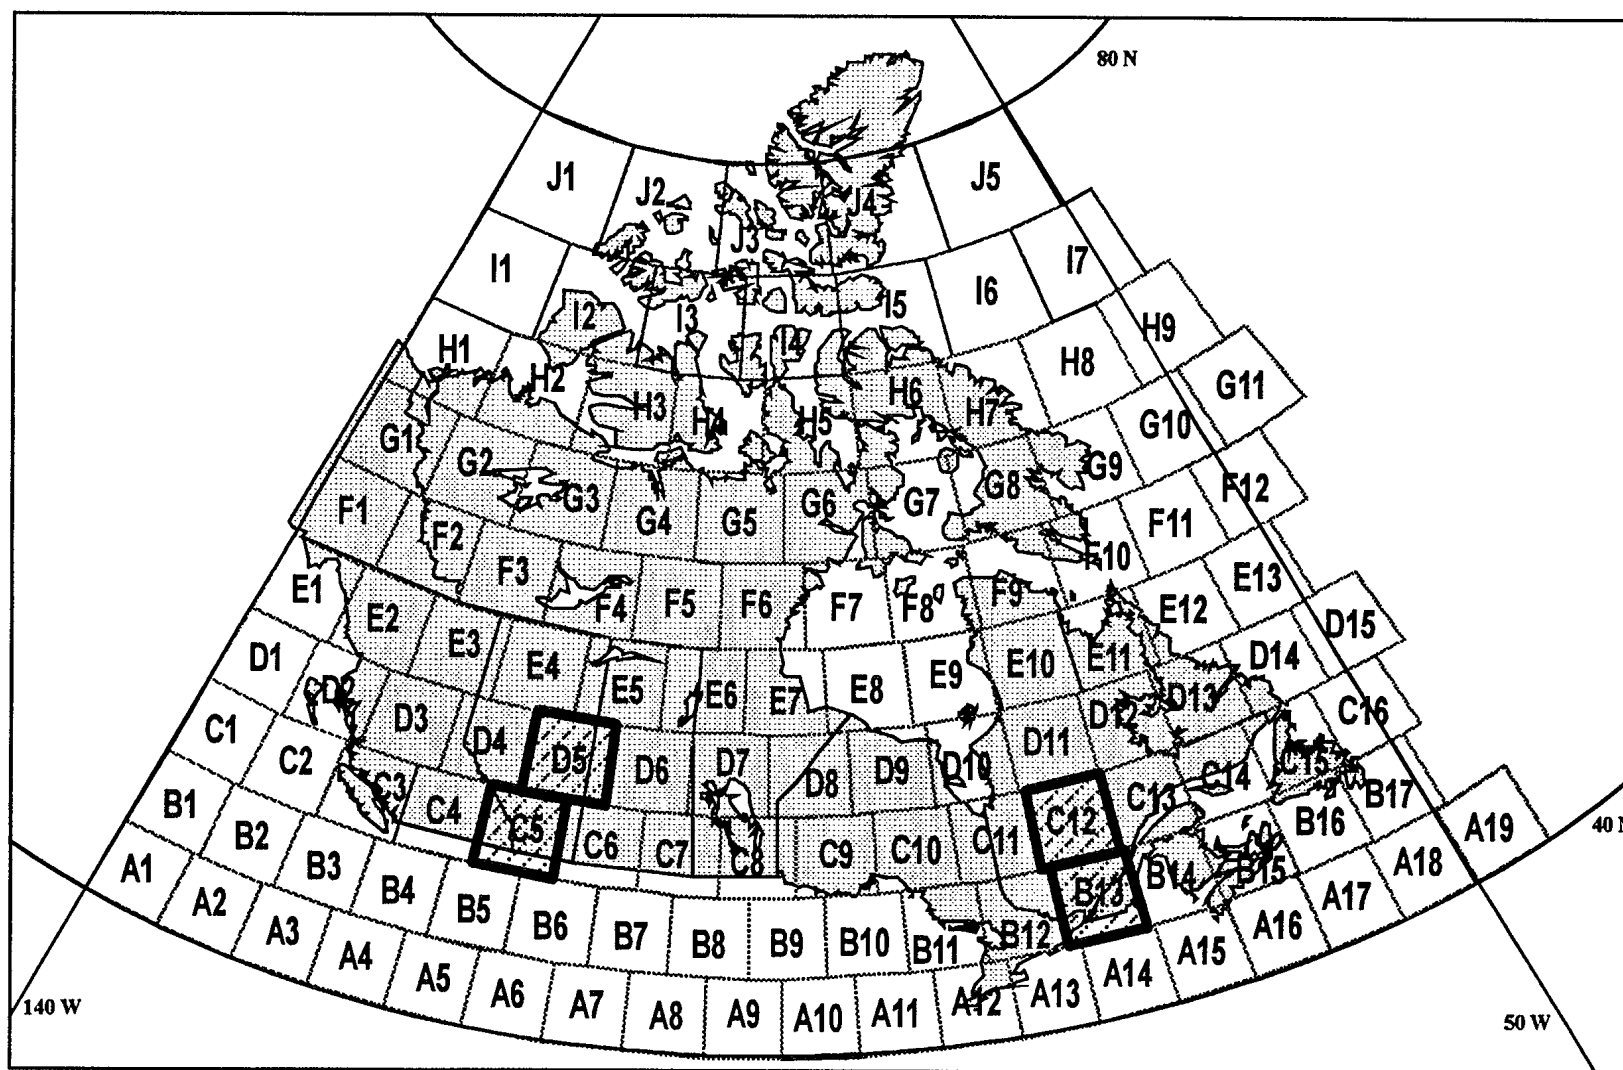 80 N
J1 J2 J3 J4 J5
I1 I2 I3 I4 I5 I6 I7
H1 H2 H3 H4 H5 H6 H7 H8 H9
G1 G2 G3 G4 G5 G6 G7 G8 G9 G10 G11
F1 F2 F3 F4 F5 F6 F7 F8 F9 F10 F11 F12
E1 E2 E3 E4 E5 E6 E7 E8 E9 E10 E11 E12 E13
D1 D2 D3 D4 D5 D6 D7 D8 D9 D10 D11 D12 D13 D14 D15
C1 C2 C3 C4 C5 C6 C7 C8 C9 C10 C11 C12 C13 C14 C15 C16
B1 B2 B3 B4 B5 B6 B7 B8 B9 B10 B11 B12 B13 B14 B15 B16 B17
A1 A2 A3 A4 A5 A6 A7 A8 A9 A10 A11 A12 A13 A14 A15 A16 A17 A18 A19
40 N
140 W
50 W